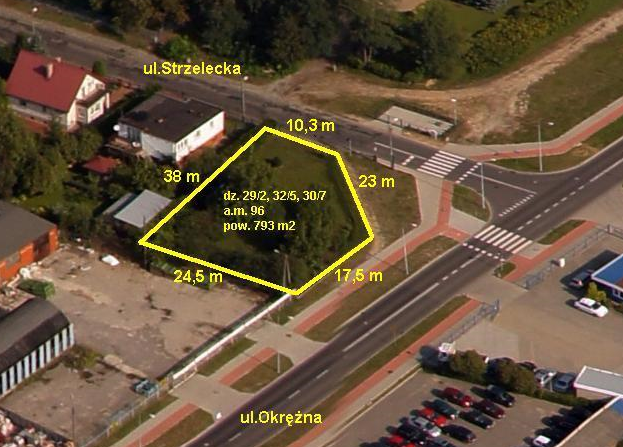 ul.Strzelecka
10,3 m
38 m
23 m
dz. 29/2, 32/5, 30/7
a.m. 96
pow. 793 m2
24,5 m
17,5 m
ul.Okrężna